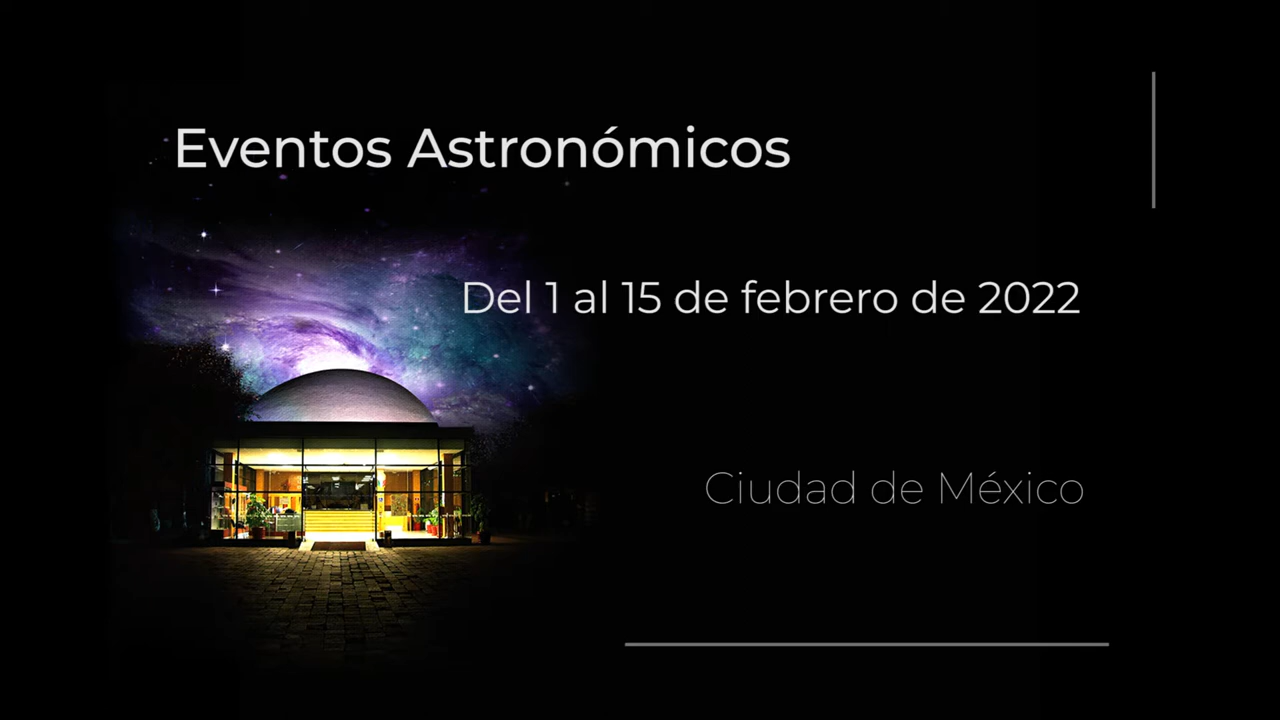 Eventos Astronómicos
Del 1 al 15 de febrero de 2022
Ciudad de México